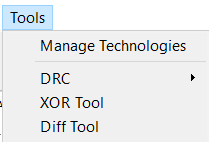 Tools
Manage Technologies
DRC
XOR Tool
Diff Tool